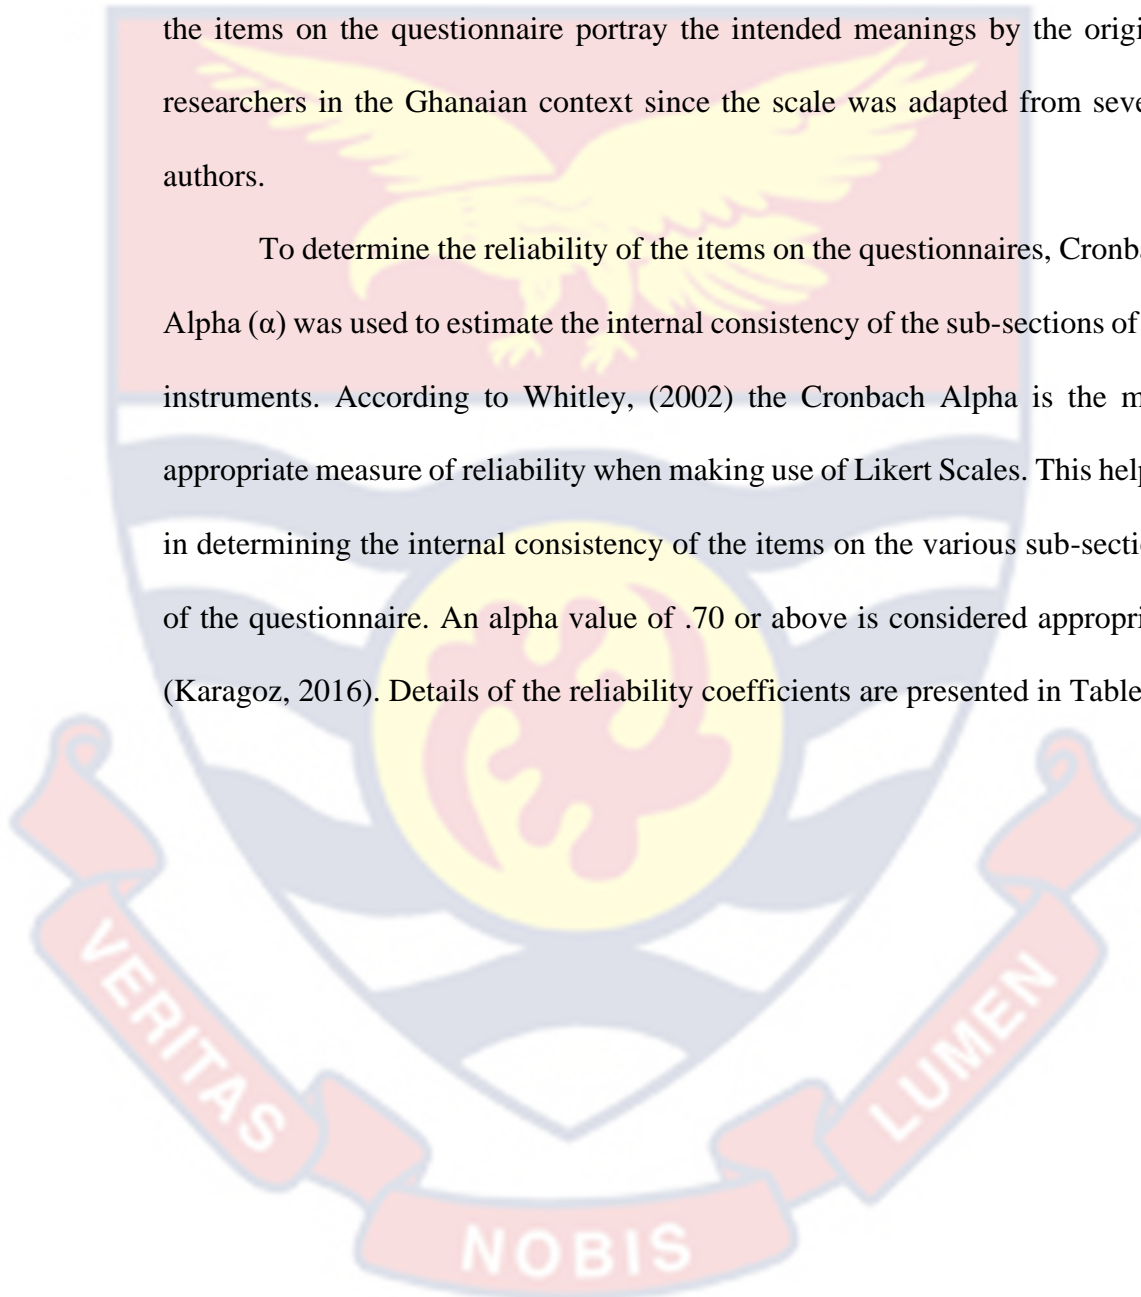 the items on the questionnaire portray the intended meanings by the origi
researchers in the Ghanaian context since the scale was adapted from seve
authors.
To determine the reliability of the items on the questionnaires, Cronba
Alpha (α) was used to estimate the internal consistency of the sub-sections of
instruments. According to Whitley, (2002) the Cronbach Alpha is the m
appropriate measure of reliability when making use of Likert Scales. This help
in determining the internal consistency of the items on the various sub-sectio
of the questionnaire. An alpha value of .70 or above is considered appropri
(Karagoz, 2016). Details of the reliability coefficients are presented in Table
VERITAS
NOBIS
LUMEN